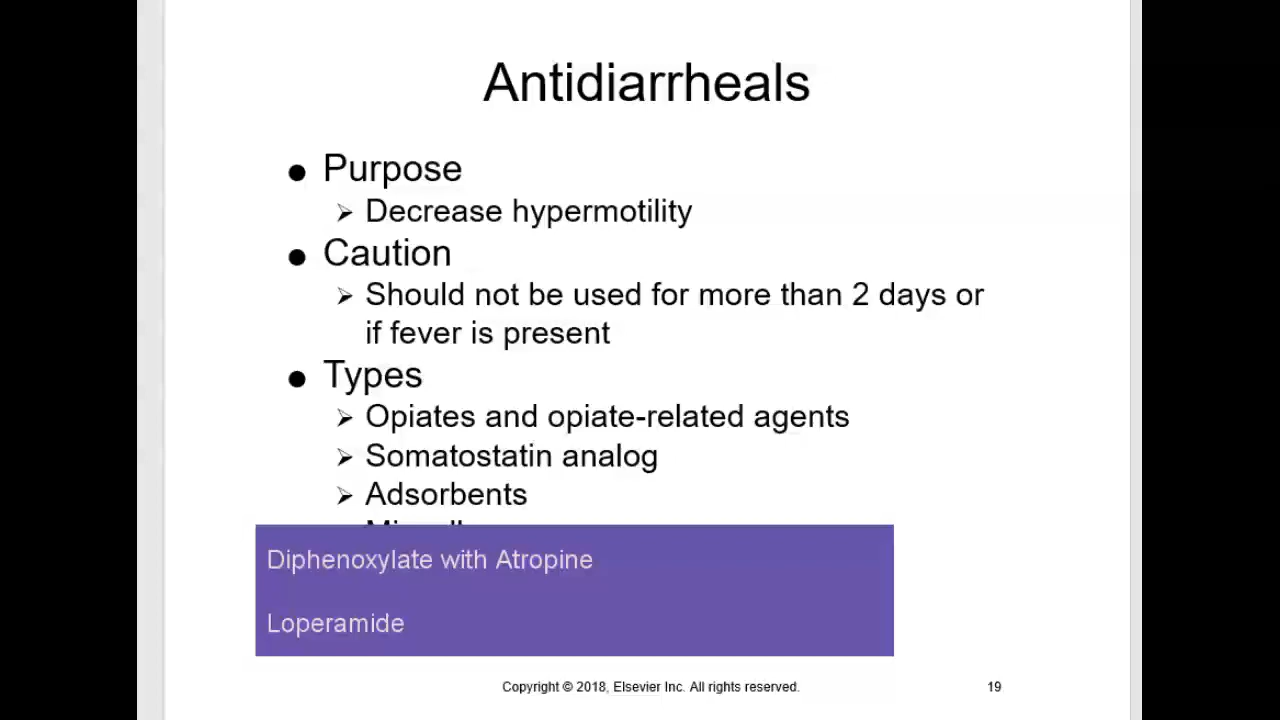 Antidiarrheals
● Purpose
➢ Decrease hypermotility
● Caution
➢ Should not be used for more than 2 days or
if fever is present
● Types
➢ Opiates and opiate-related agents
➢ Somatostatin analog
➢ Adsorbents
Diphenoxylate with Atropine
Loperamide
Copyright © 2018, Elsevier Inc. All rights reserved.
19